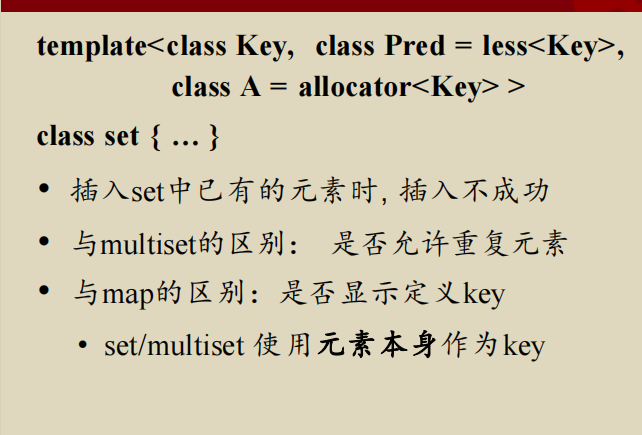 template<class Key,  class Pred = less<Key>,
class A = allocator<Key> >
class set { … }
• 插入set中已有的元素时, 插入不成功
• 与multiset的区别： 是否允许重复元素
• 与map的区别：是否显示定义key
• set/multiset 使用元素本身作为key